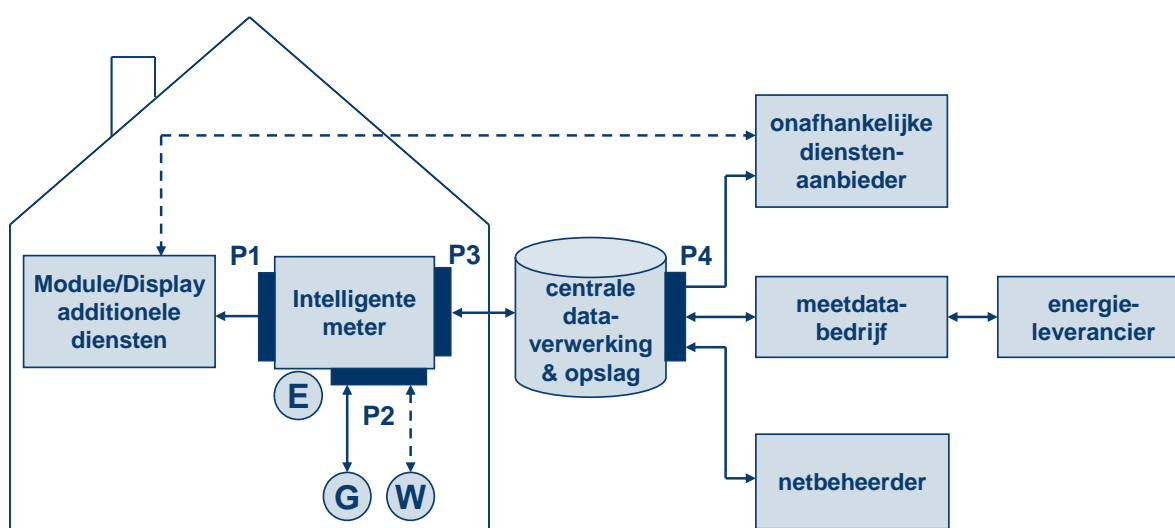 onafhankelijke
diensten-
aanbieder
P1
P3
P4
Module/Display
additionele
diensten
Intelligente
meter
centrale
data-
verwerking
& opslag
meetdata-
bedrijf
energie-
leverancier
E
P2
G
W
netbeheerder